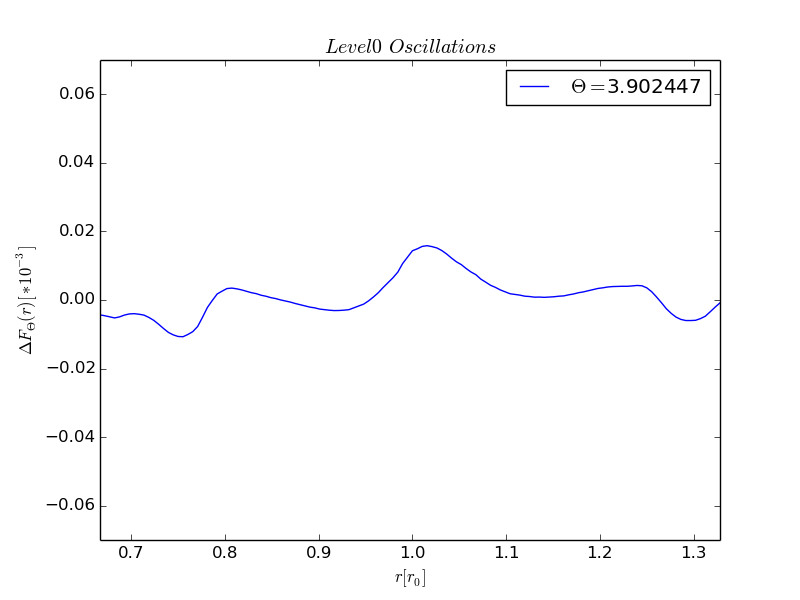 Level0 Oscillations
Θ=3.902447
ΔF_Θ(r)[*10^{-3}]
0.06
0.04
0.02
0.00
−0.02
−0.04
−0.06
0.7 0.8 0.9 1.0 1.1 1.2 1.3
r[r_0]